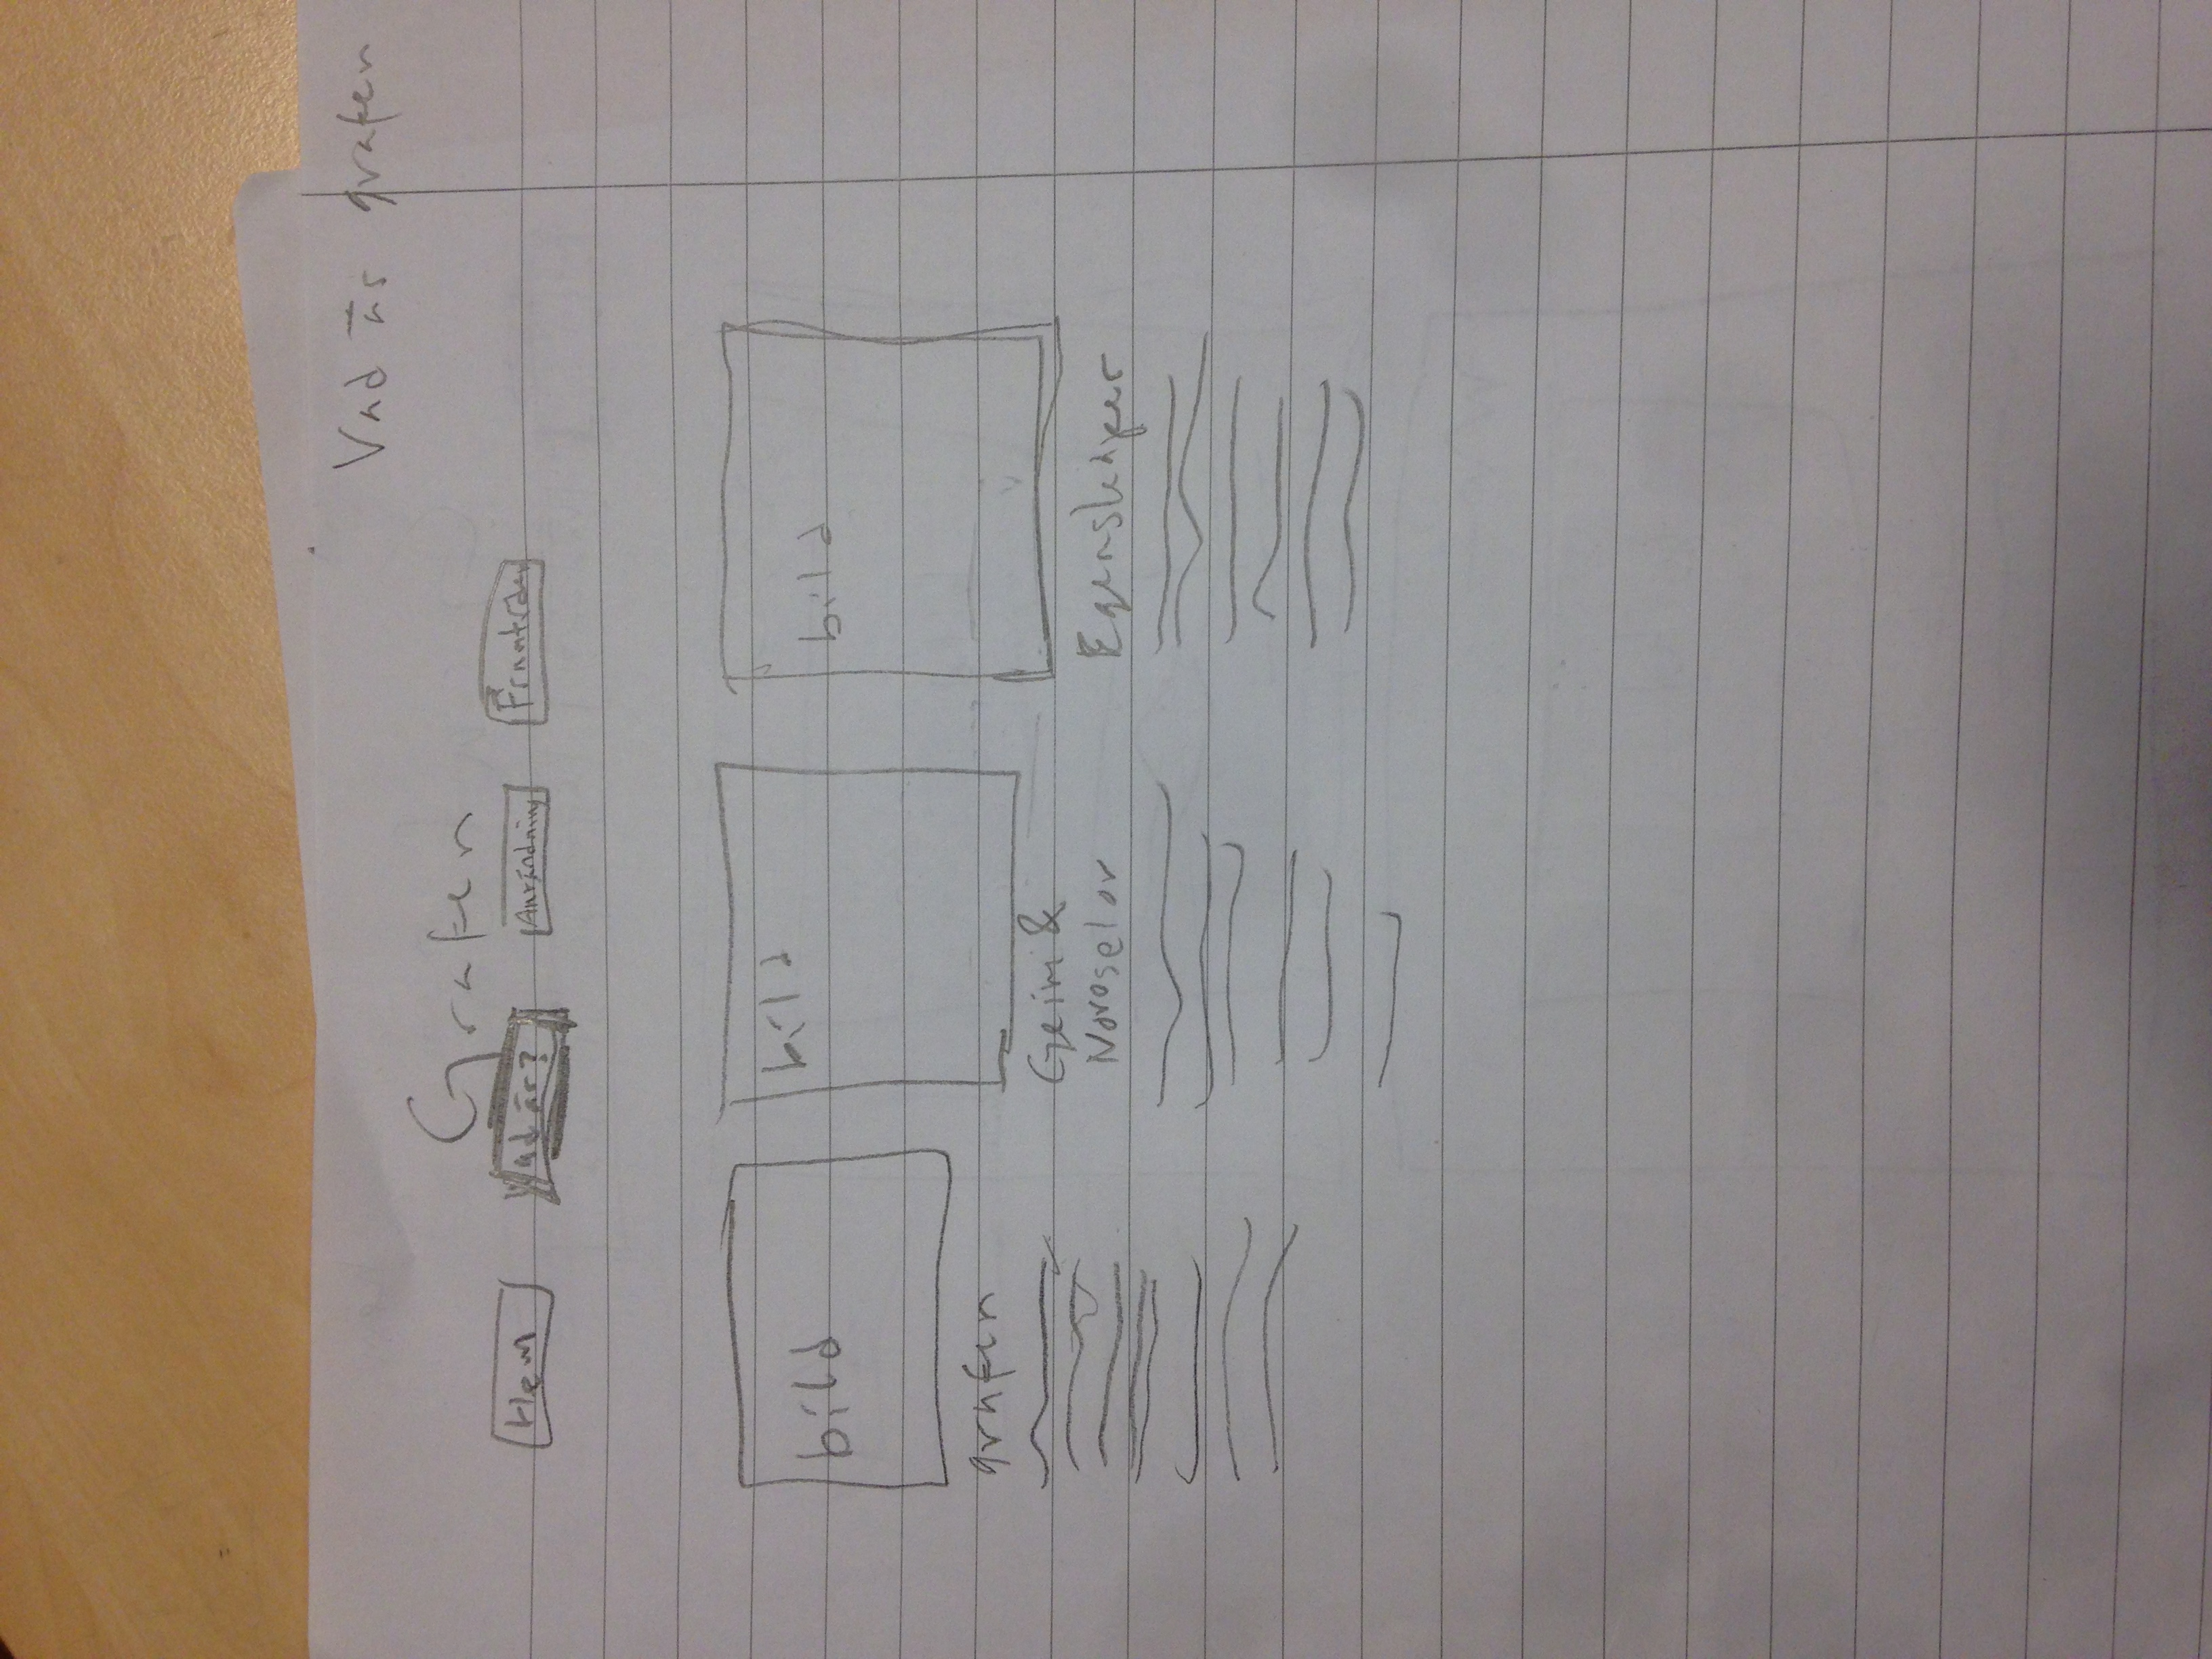 Vad är grafen
Grafen
Hem
Vad är?
Användning
Framtiden
bild
bild
bild
grafen
Geim &
Novoselov
Egenskaper